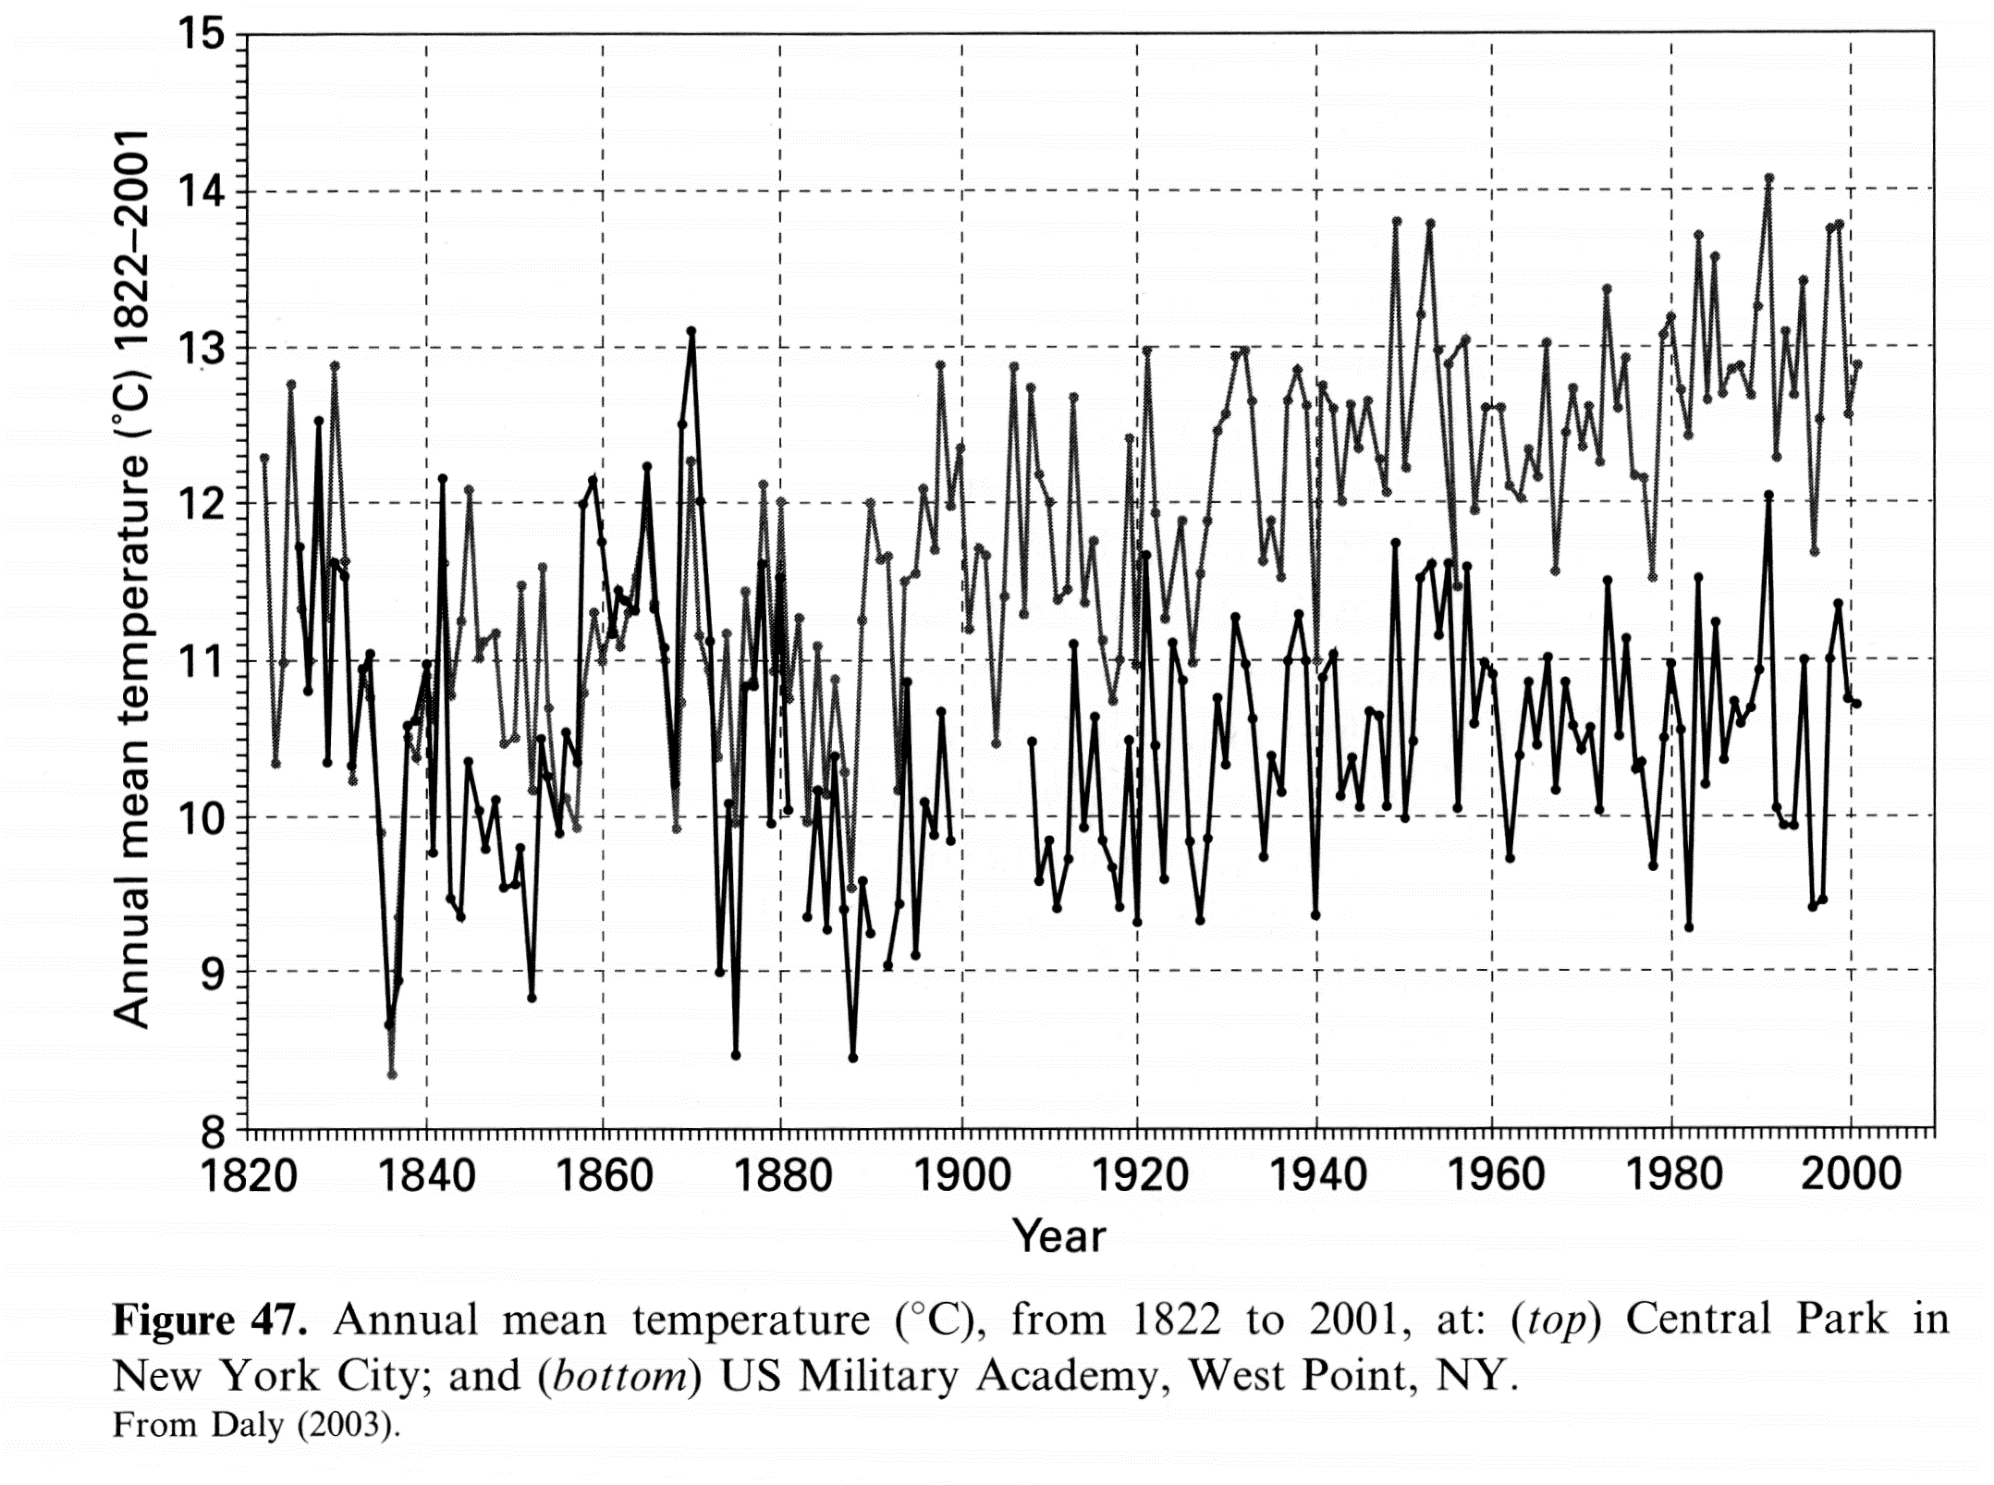 Annual mean temperature (°C) 1822–2001
15
14
13
12
11
10
9
8
1820 1840 1860 1880 1900 1920 1940 1960 1980 2000
Year
Figure 47. Annual mean temperature (°C), from 1822 to 2001, at: (top) Central Park in
New York City; and (bottom) US Military Academy, West Point, NY.
From Daly (2003).